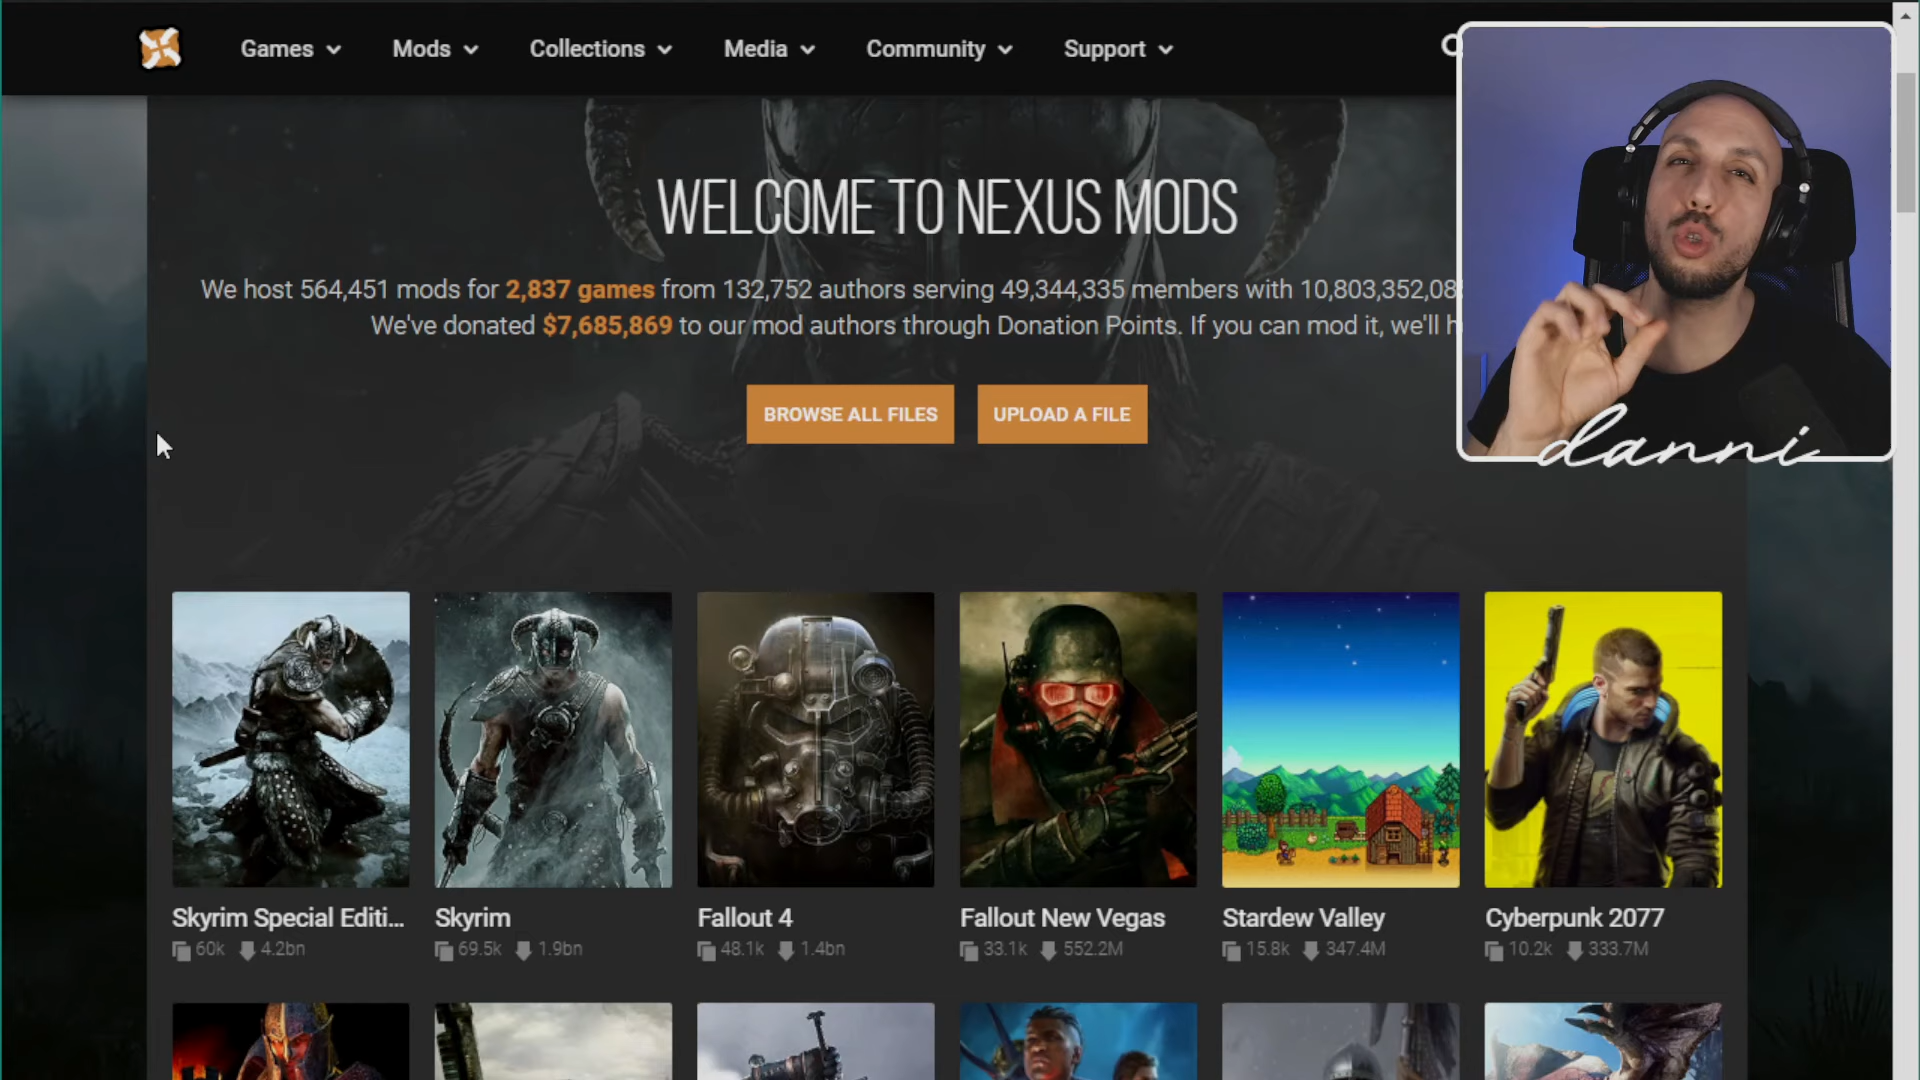 Games
Mods
Collections
Media
Community
Support
WELCOME TO NEXUS MODS
We host 564,451 mods for 2,837 games from 132,752 authors serving 49,344,335 members with
We've donated $7,685,869 to our mod authors through Donation Points. If you can mod it, we'll
BROWSE ALL FILES
UPLOAD A FILE
danni
Skyrim Special Editi...
60k 4.2bn
Skyrim
69.5k 1.9bn
Fallout 4
48.1k 1.4bn
Fallout New Vegas
33.1k 552.2M
Stardew Valley
15.8k 347.4M
Cyberpunk 2077
10.2k 333.7M